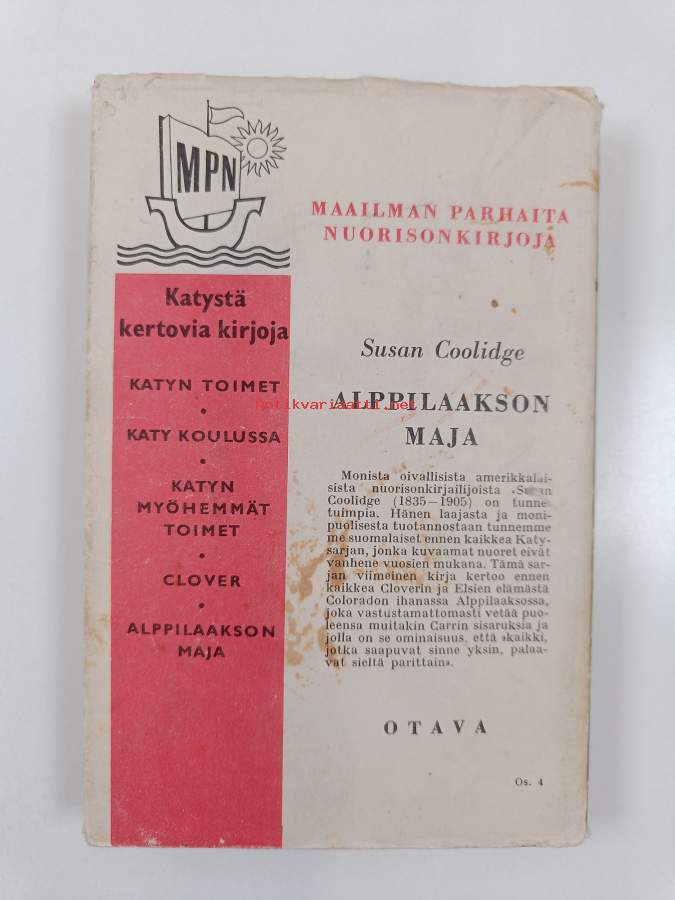 MPN
MAAILMAN PARHAITA
NUORISONKIRJOJA
Katystä
kertovia kirjoja
KATYN TOIMET
•
KATY KOULUSSA
•
KATYN
MYÖHEMMÄT
TOIMET
•
CLOVER
•
ALPPILAAKSON
MAJA
Susan Coolidge
ALPPILAAKSON
MAJA
Antikvariaatti.net
Monista oivallisista amerikkalai-
sista nuorisonkirjailijoista »Susan
Coolidge (1835—1905) on tunne
tuimpia. Hänen laajasta ja moni-
puolisesta tuotannostaan tunnemme
me suomalaiset ennen kaikkea Katy-
sarjan, jonka kuvaamat nuoret eivät
vanhene vuosien mukana. Tämä sar-
jan viimeinen kirja kertoo ennen
kaikkea Cloverin ja Elsien elämästä
Coloradon ihanassa Alppilaaksossa,
joka vastustamattomasti vetää puo-
leensa muitakin Carrin sisaruksia ja
jolla on se ominaisuus, että »kaikki,
jotka saapuvat sinne yksin, palaa-
vat sieltä parittain».
OTAVA
Os. 4